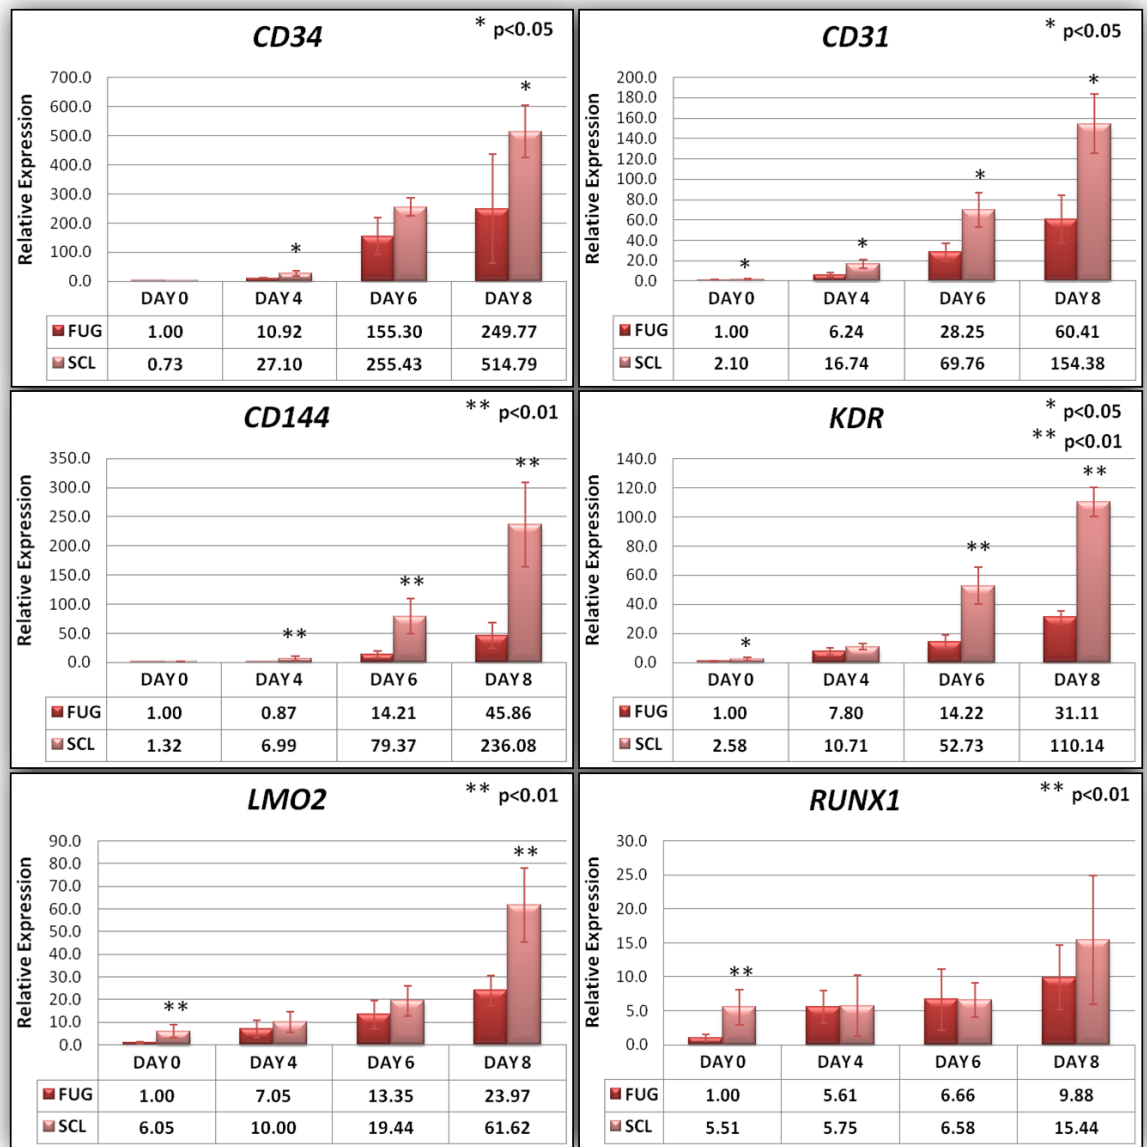 CD34
* p<0.05
Relative Expression
700.0
600.0
500.0
400.0
300.0
200.0
100.0
0.0
*
*
DAY 0 DAY 4 DAY 6 DAY 8
FUG 1.00 10.92 155.30 249.77
SCL 0.73 27.10 255.43 514.79
CD31
* p<0.05
Relative Expression
200.0
180.0
160.0
140.0
120.0
100.0
80.0
60.0
40.0
20.0
0.0
*
*
*
*
DAY 0 DAY 4 DAY 6 DAY 8
FUG 1.00 6.24 28.25 60.41
SCL 2.10 16.74 69.76 154.38
CD144
** p<0.01
Relative Expression
350.0
300.0
250.0
200.0
150.0
100.0
50.0
0.0
**
**
**
DAY 0 DAY 4 DAY 6 DAY 8
FUG 1.00 0.87 14.21 45.86
SCL 1.32 6.99 79.37 236.08
KDR
* p<0.05
** p<0.01
Relative Expression
140.0
120.0
100.0
80.0
60.0
40.0
20.0
0.0
*
**
**
DAY 0 DAY 4 DAY 6 DAY 8
FUG 1.00 7.80 14.22 31.11
SCL 2.58 10.71 52.73 110.14
LMO2
** p<0.01
Relative Expression
90.0
80.0
70.0
60.0
50.0
40.0
30.0
20.0
10.0
0.0
**
**
DAY 0 DAY 4 DAY 6 DAY 8
FUG 1.00 7.05 13.35 23.97
SCL 6.05 10.00 19.44 61.62
RUNX1
** p<0.01
Relative Expression
30.0
25.0
20.0
15.0
10.0
5.0
0.0
**
DAY 0 DAY 4 DAY 6 DAY 8
FUG 1.00 5.61 6.66 9.88
SCL 5.51 5.75 6.58 15.44